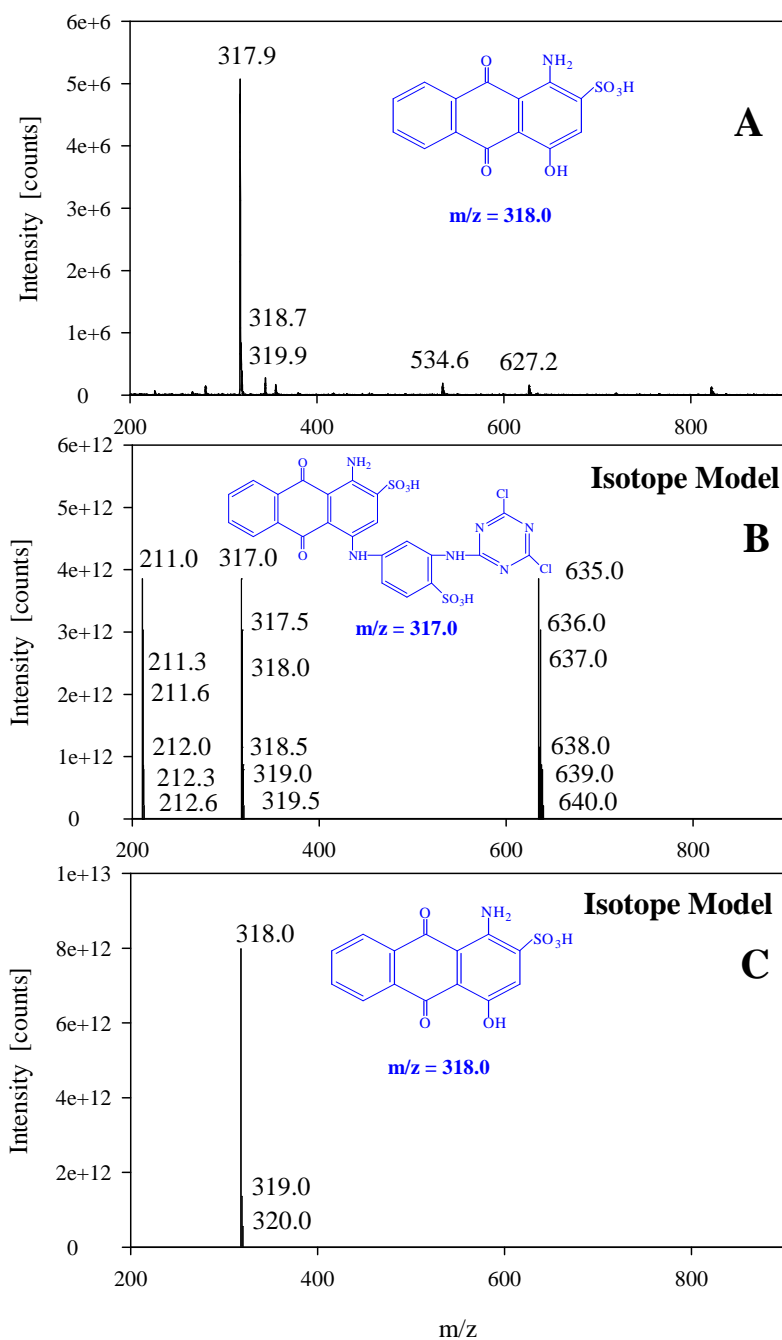 6e+6
317.9
O
NH2
SO3H
5e+6
A
4e+6
O
OH
m/z = 318.0
3e+6
Intensity [counts]
2e+6
318.7
1e+6
319.9
534.6
627.2
0
200
400
600
800
6e+12
Isotope Model
O
NH2
SO3H
Cl
5e+12
N
N
B
O
NH
NH
N
Cl
211.0
317.0
635.0
4e+12
SO3H
m/z = 317.0
317.5
636.0
3e+12
Intensity [counts]
211.3
318.0
637.0
2e+12
211.6
212.0
318.5
638.0
1e+12
212.3
319.0
639.0
212.6
319.5
640.0
0
200
400
600
800
1e+13
Isotope Model
O
NH2
318.0
SO3H
8e+12
C
O
OH
6e+12
m/z = 318.0
Intensity [counts]
4e+12
2e+12
319.0
320.0
0
200
400
600
800
m/z